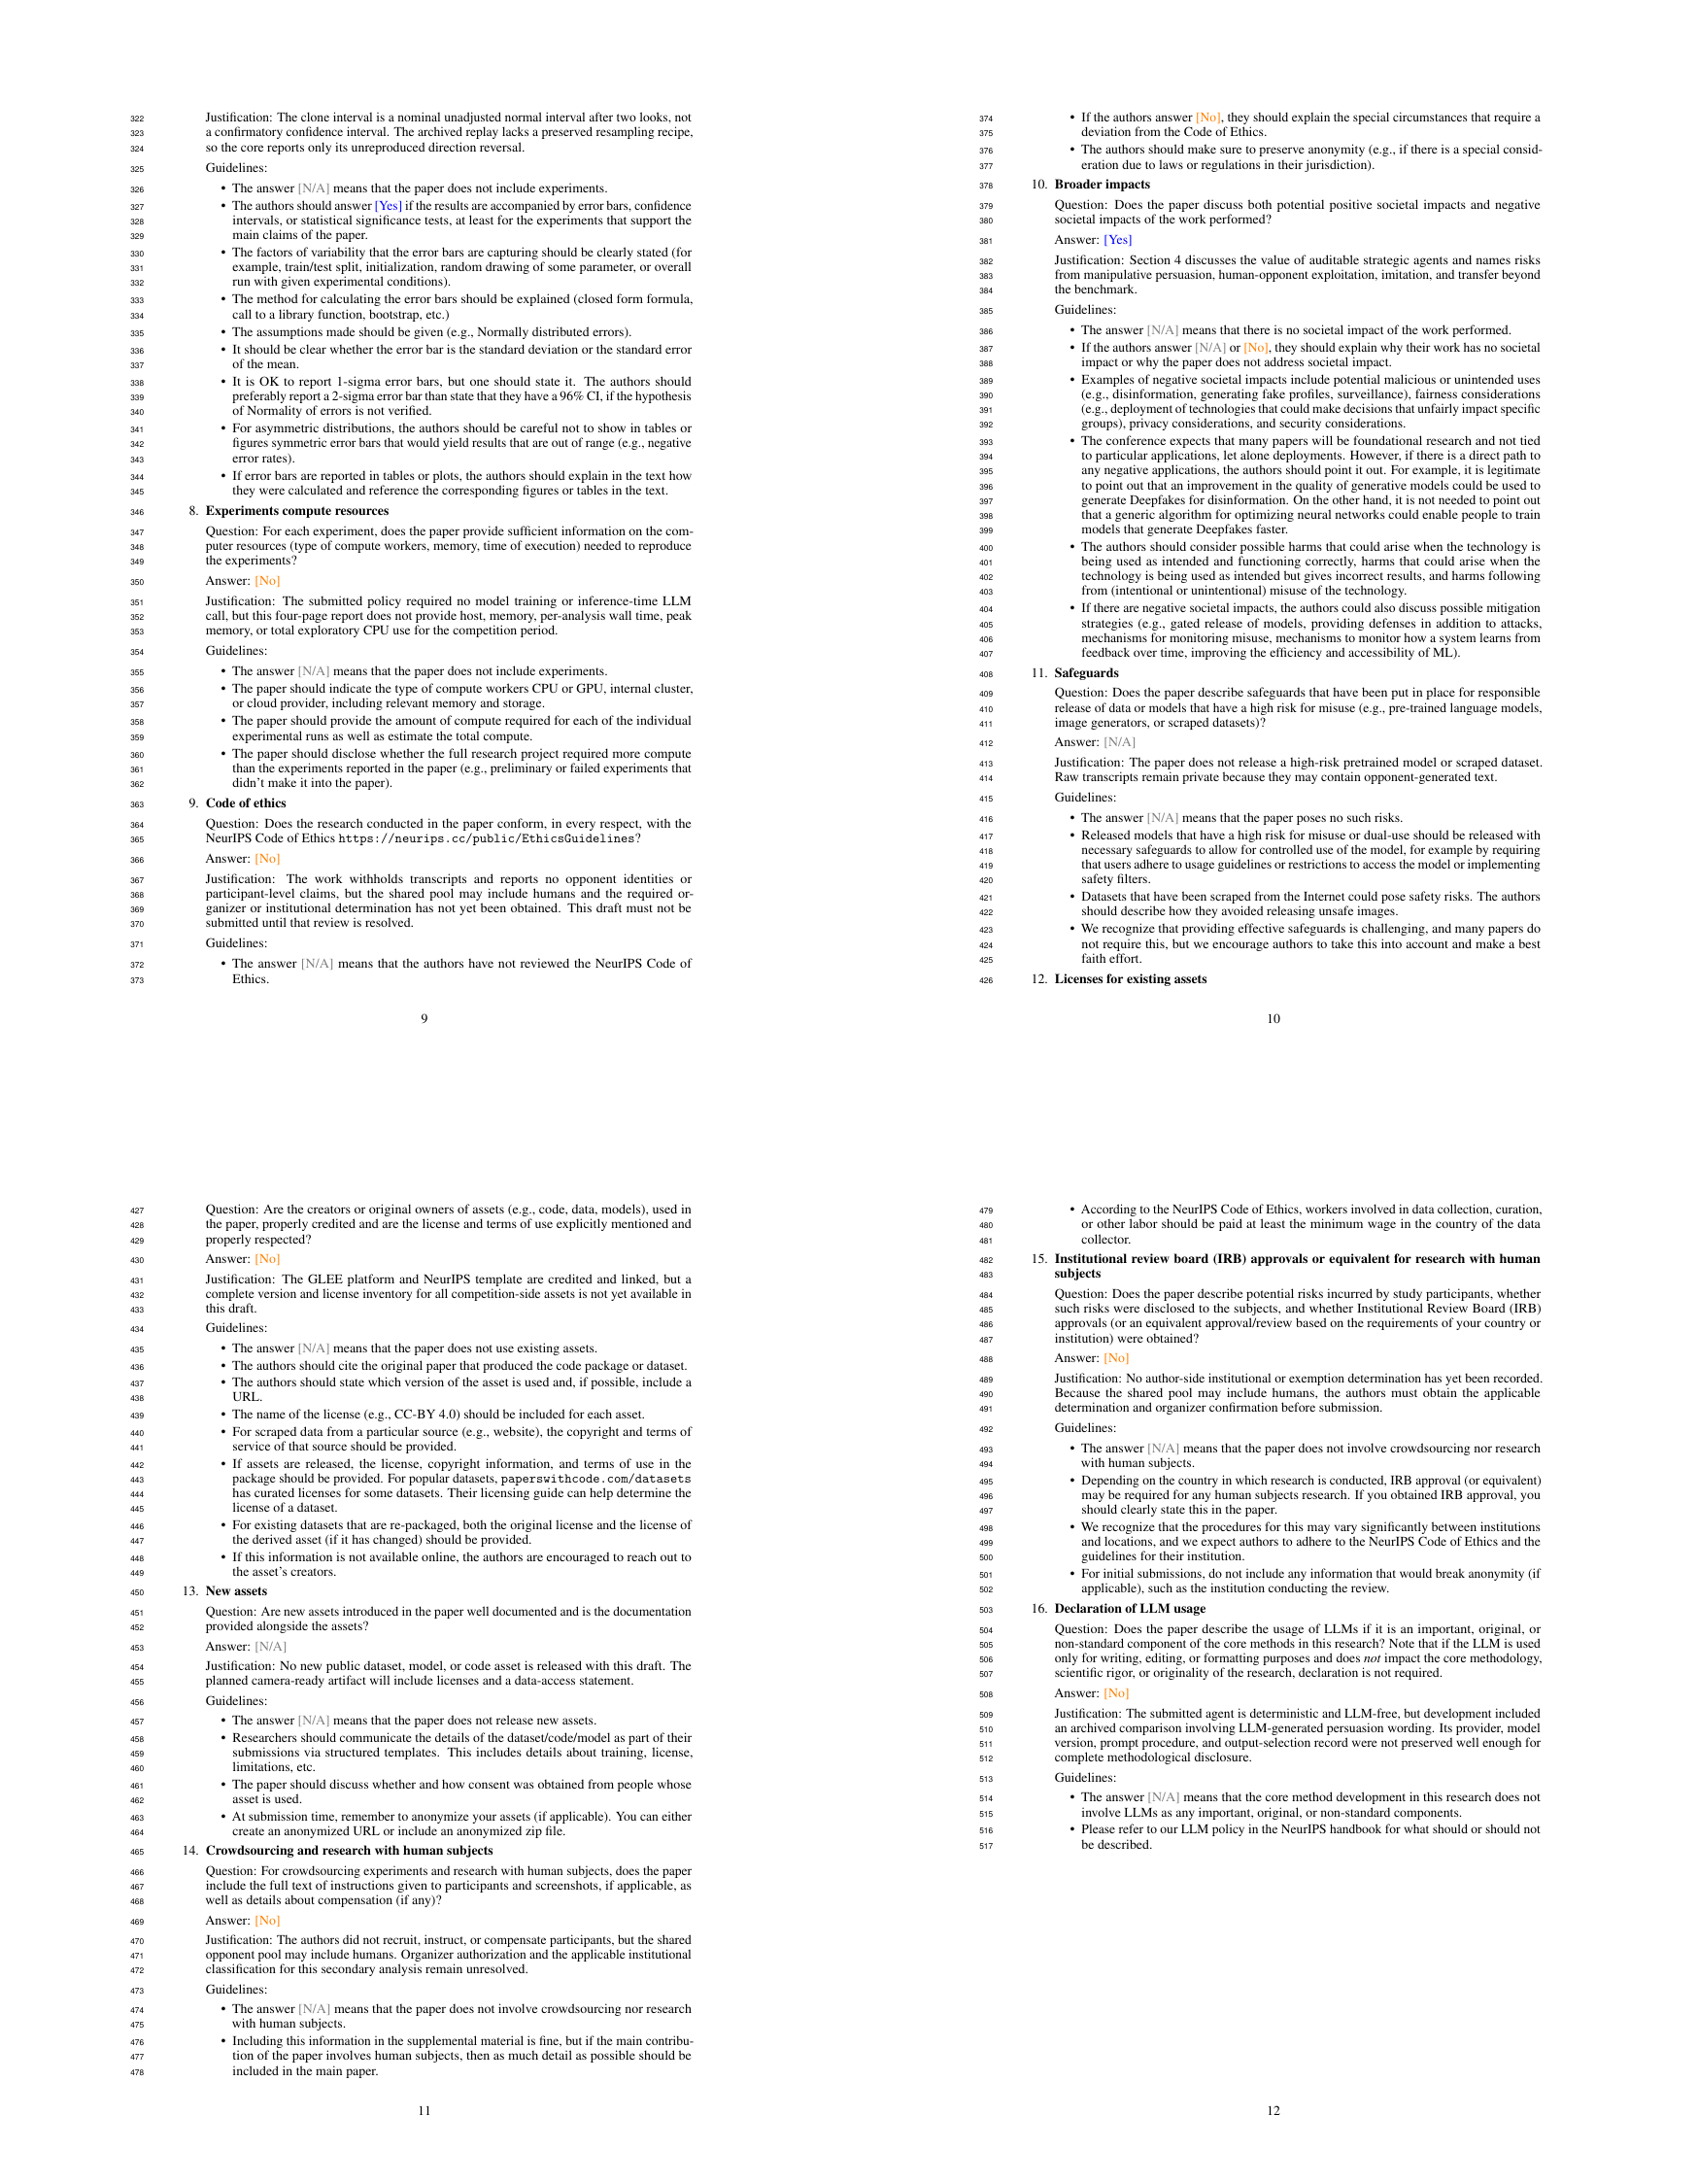 322 Justification: The clone interval is a nominal unadjusted normal interval after two looks, not
323 a confirmatory confidence interval. The archived replay lacks a preserved resampling recipe,
324 so the core reports only its unreproduced direction reversal.
325 Guidelines:
326 • The answer [N/A] means that the paper does not include experiments.
327 • The authors should answer [Yes] if the results are accompanied by error bars, confidence
328 intervals, or statistical significance tests, at least for the experiments that support the
329 main claims of the paper.
330 • The factors of variability that the error bars are capturing should be clearly stated (for
331 example, train/test split, initialization, random drawing of some parameter, or overall
332 run with given experimental conditions).
333 • The method for calculating the error bars should be explained (closed form formula,
334 call to a library function, bootstrap, etc.)
335 • The assumptions made should be given (e.g., Normally distributed errors).
336 • It should be clear whether the error bar is the standard deviation or the standard error
337 of the mean.
338 • It is OK to report 1-sigma error bars, but one should state it. The authors should
339 preferably report a 2-sigma error bar than state that they have a 96% CI, if the hypothesis
340 of Normality of errors is not verified.
341 • For asymmetric distributions, the authors should be careful not to show in tables or
342 figures symmetric error bars that would yield results that are out of range (e.g., negative
343 error rates).
344 • If error bars are reported in tables or plots, the authors should explain in the text how
345 they were calculated and reference the corresponding figures or tables in the text.
346 8. Experiments compute resources
347 Question: For each experiment, does the paper provide sufficient information on the com-
348 puter resources (type of compute workers, memory, time of execution) needed to reproduce
349 the experiments?
350 Answer: [No]
351 Justification: The submitted policy required no model training or inference-time LLM
352 call, but this four-page report does not provide host, memory, per-analysis wall time, peak
353 memory, or total exploratory CPU use for the competition period.
354 Guidelines:
355 • The answer [N/A] means that the paper does not include experiments.
356 • The paper should indicate the type of compute workers CPU or GPU, internal cluster,
357 or cloud provider, including relevant memory and storage.
358 • The paper should provide the amount of compute required for each of the individual
359 experimental runs as well as estimate the total compute.
360 • The paper should disclose whether the full research project required more compute
361 than the experiments reported in the paper (e.g., preliminary or failed experiments that
362 didn't make it into the paper).
363 9. Code of ethics
364 Question: Does the research conducted in the paper conform, in every respect, with the
365 NeurIPS Code of Ethics https://neurips.cc/public/EthicsGuidelines?
366 Answer: [No]
367 Justification: The work withholds transcripts and reports no opponent identities or
368 participant-level claims, but the shared pool may include humans and the required or-
369 ganizer or institutional determination has not yet been obtained. This draft must not be
370 submitted until that review is resolved.
371 Guidelines:
372 • The answer [N/A] means that the authors have not reviewed the NeurIPS Code of
373 Ethics.
9
374 • If the authors answer [No], they should explain the special circumstances that require a
375 deviation from the Code of Ethics.
376 • The authors should make sure to preserve anonymity (e.g., if there is a special consid-
377 eration due to laws or regulations in their jurisdiction).
378 10. Broader impacts
379 Question: Does the paper discuss both potential positive societal impacts and negative
380 societal impacts of the work performed?
381 Answer: [Yes]
382 Justification: Section 4 discusses the value of auditable strategic agents and names risks
383 from manipulative persuasion, human-opponent exploitation, imitation, and transfer beyond
384 the benchmark.
385 Guidelines:
386 • The answer [N/A] means that there is no societal impact of the work performed.
387 • If the authors answer [N/A] or [No], they should explain why their work has no societal
388 impact or why the paper does not address societal impact.
389 • Examples of negative societal impacts include potential malicious or unintended uses
390 (e.g., disinformation, generating fake profiles, surveillance), fairness considerations
391 (e.g., deployment of technologies that could make decisions that unfairly impact specific
392 groups), privacy considerations, and security considerations.
393 • The conference expects that many papers will be foundational research and not tied
394 to particular applications, let alone deployments. However, if there is a direct path to
395 any negative applications, the authors should point it out. For example, it is legitimate
396 to point out that an improvement in the quality of generative models could be used to
397 generate Deepfakes for disinformation. On the other hand, it is not needed to point out
398 that a generic algorithm for optimizing neural networks could enable people to train
399 models that generate Deepfakes faster.
400 • The authors should consider possible harms that could arise when the technology is
401 being used as intended and functioning correctly, harms that could arise when the
402 technology is being used as intended but gives incorrect results, and harms following
403 from (intentional or unintentional) misuse of the technology.
404 • If there are negative societal impacts, the authors could also discuss possible mitigation
405 strategies (e.g., gated release of models, providing defenses in addition to attacks,
406 mechanisms for monitoring misuse, mechanisms to monitor how a system learns from
407 feedback over time, improving the efficiency and accessibility of ML).
408 11. Safeguards
409 Question: Does the paper describe safeguards that have been put in place for responsible
410 release of data or models that have a high risk for misuse (e.g., pre-trained language models,
411 image generators, or scraped datasets)?
412 Answer: [N/A]
413 Justification: The paper does not release a high-risk pretrained model or scraped dataset.
414 Raw transcripts remain private because they may contain opponent-generated text.
415 Guidelines:
416 • The answer [N/A] means that the paper poses no such risks.
417 • Released models that have a high risk for misuse or dual-use should be released with
418 necessary safeguards to allow for controlled use of the model, for example by requiring
419 that users adhere to usage guidelines or restrictions to access the model or implementing
420 safety filters.
421 • Datasets that have been scraped from the Internet could pose safety risks. The authors
422 should describe how they avoided releasing unsafe images.
423 • We recognize that providing effective safeguards is challenging, and many papers do
424 not require this, but we encourage authors to take this into account and make a best
425 faith effort.
426 12. Licenses for existing assets
10
427 Question: Are the creators or original owners of assets (e.g., code, data, models), used in
428 the paper, properly credited and are the license and terms of use explicitly mentioned and
429 properly respected?
430 Answer: [No]
431 Justification: The GLEE platform and NeurIPS template are credited and linked, but a
432 complete version and license inventory for all competition-side assets is not yet available in
433 this draft.
434 Guidelines:
435 • The answer [N/A] means that the paper does not use existing assets.
436 • The authors should cite the original paper that produced the code package or dataset.
437 • The authors should state which version of the asset is used and, if possible, include a
438 URL.
439 • The name of the license (e.g., CC-BY 4.0) should be included for each asset.
440 • For scraped data from a particular source (e.g., website), the copyright and terms of
441 service of that source should be provided.
442 • If assets are released, the license, copyright information, and terms of use in the
443 package should be provided. For popular datasets, paperswithcode.com/datasets
444 has curated licenses for some datasets. Their licensing guide can help determine the
445 license of a dataset.
446 • For existing datasets that are re-packaged, both the original license and the license of
447 the derived asset (if it has changed) should be provided.
448 • If this information is not available online, the authors are encouraged to reach out to
449 the asset's creators.
450 13. New assets
451 Question: Are new assets introduced in the paper well documented and is the documentation
452 provided alongside the assets?
453 Answer: [N/A]
454 Justification: No new public dataset, model, or code asset is released with this draft. The
455 planned camera-ready artifact will include licenses and a data-access statement.
456 Guidelines:
457 • The answer [N/A] means that the paper does not release new assets.
458 • Researchers should communicate the details of the dataset/code/model as part of their
459 submissions via structured templates. This includes details about training, license,
460 limitations, etc.
461 • The paper should discuss whether and how consent was obtained from people whose
462 asset is used.
463 • At submission time, remember to anonymize your assets (if applicable). You can either
464 create an anonymized URL or include an anonymized zip file.
465 14. Crowdsourcing and research with human subjects
466 Question: For crowdsourcing experiments and research with human subjects, does the paper
467 include the full text of instructions given to participants and screenshots, if applicable, as
468 well as details about compensation (if any)?
469 Answer: [No]
470 Justification: The authors did not recruit, instruct, or compensate participants, but the shared
471 opponent pool may include humans. Organizer authorization and the applicable institutional
472 classification for this secondary analysis remain unresolved.
473 Guidelines:
474 • The answer [N/A] means that the paper does not involve crowdsourcing nor research
475 with human subjects.
476 • Including this information in the supplemental material is fine, but if the main contribu-
477 tion of the paper involves human subjects, then as much detail as possible should be
478 included in the main paper.
11
479 • According to the NeurIPS Code of Ethics, workers involved in data collection, curation,
480 or other labor should be paid at least the minimum wage in the country of the data
481 collector.
482 15. Institutional review board (IRB) approvals or equivalent for research with human
483 subjects
484 Question: Does the paper describe potential risks incurred by study participants, whether
485 such risks were disclosed to the subjects, and whether Institutional Review Board (IRB)
486 approvals (or an equivalent approval/review based on the requirements of your country or
487 institution) were obtained?
488 Answer: [No]
489 Justification: No author-side institutional or exemption determination has yet been recorded.
490 Because the shared pool may include humans, the authors must obtain the applicable
491 determination and organizer confirmation before submission.
492 Guidelines:
493 • The answer [N/A] means that the paper does not involve crowdsourcing nor research
494 with human subjects.
495 • Depending on the country in which research is conducted, IRB approval (or equivalent)
496 may be required for any human subjects research. If you obtained IRB approval, you
497 should clearly state this in the paper.
498 • We recognize that the procedures for this may vary significantly between institutions
499 and locations, and we expect authors to adhere to the NeurIPS Code of Ethics and the
500 guidelines for their institution.
501 • For initial submissions, do not include any information that would break anonymity (if
502 applicable), such as the institution conducting the review.
503 16. Declaration of LLM usage
504 Question: Does the paper describe the usage of LLMs if it is an important, original, or
505 non-standard component of the core methods in this research? Note that if the LLM is used
506 only for writing, editing, or formatting purposes and does not impact the core methodology,
507 scientific rigor, or originality of the research, declaration is not required.
508 Answer: [No]
509 Justification: The submitted agent is deterministic and LLM-free, but development included
510 an archived comparison involving LLM-generated persuasion wording. Its provider, model
511 version, prompt procedure, and output-selection record were not preserved well enough for
512 complete methodological disclosure.
513 Guidelines:
514 • The answer [N/A] means that the core method development in this research does not
515 involve LLMs as any important, original, or non-standard components.
516 • Please refer to our LLM policy in the NeurIPS handbook for what should or should not
517 be described.
12